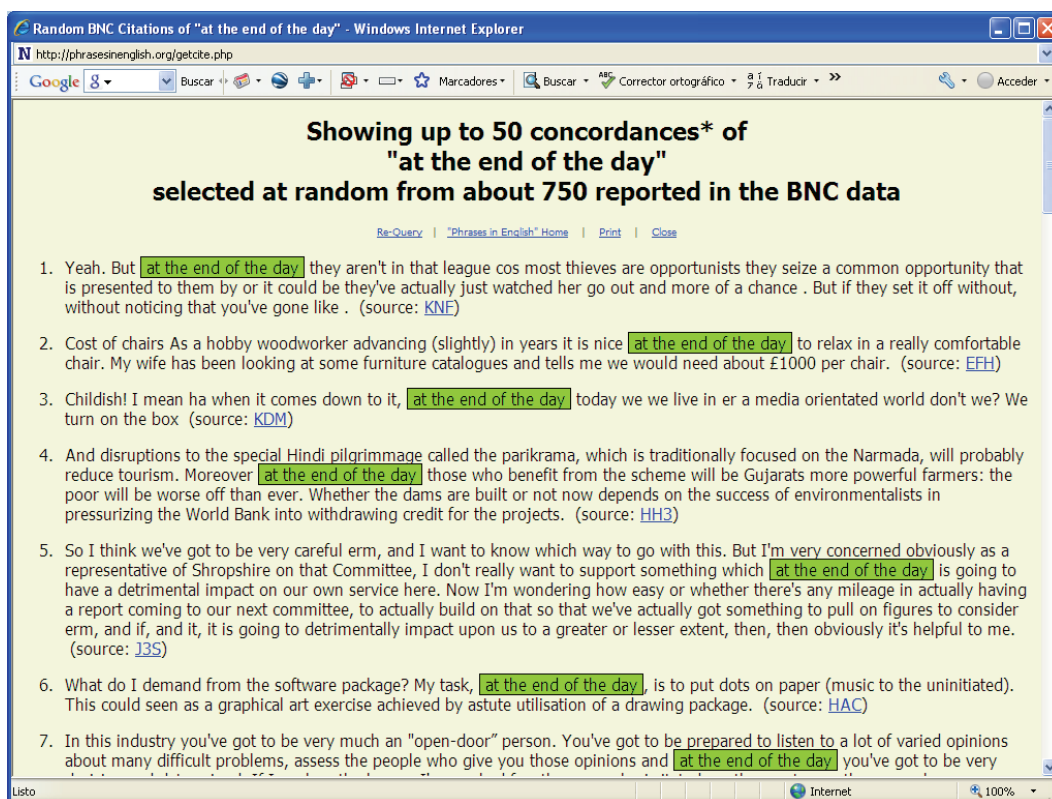 Random BNC Citations of "at the end of the day" - Windows Internet Explorer
http://phrasesinenglish.org/getcite.php
Google Buscar Marcadores Buscar Corrector ortográfico Traducir Acceder
Showing up to 50 concordances* of
"at the end of the day"
selected at random from about 750 reported in the BNC data
Re-Query | "Phrases in English" Home | Print | Close
1. Yeah. But at the end of the day they aren't in that league cos most thieves are opportunists they seize a common opportunity that
is presented to them by or it could be they've actually just watched her go out and more of a chance . But if they set it off without,
without noticing that you've gone like . (source: KNF)
2. Cost of chairs As a hobby woodworker advancing (slightly) in years it is nice at the end of the day to relax in a really comfortable
chair. My wife has been looking at some furniture catalogues and tells me we would need about £1000 per chair. (source: EFH)
3. Childish! I mean ha when it comes down to it, at the end of the day today we we live in er a media orientated world don't we? We
turn on the box (source: KDM)
4. And disruptions to the special Hindi pilgrimmage called the parikrama, which is traditionally focused on the Narmada, will probably
reduce tourism. Moreover at the end of the day those who benefit from the scheme will be Gujarats more powerful farmers: the
poor will be worse off than ever. Whether the dams are built or not now depends on the success of environmentalists in
pressurizing the World Bank into withdrawing credit for the projects. (source: HH3)
5. So I think we've got to be very careful erm, and I want to know which way to go with this. But I'm very concerned obviously as a
representative of Shropshire on that Committee, I don't really want to support something which at the end of the day is going to
have a detrimental impact on our own service here. Now I'm wondering how easy or whether there's any mileage in actually having
a report coming to our next committee, to actually build on that so that we've actually got something to pull on figures to consider
erm, and if, and it, it is going to detrimentally impact upon us to a greater or lesser extent, then, then obviously it's helpful to me.
(source: J3S)
6. What do I demand from the software package? My task, at the end of the day, is to put dots on paper (music to the uninitiated).
This could seen as a graphical art exercise achieved by astute utilisation of a drawing package. (source: HAC)
7. In this industry you've got to be very much an "open-door" person. You've got to be prepared to listen to a lot of varied opinions
about many difficult problems, assess the people who give you those opinions and at the end of the day you've got to be very
Listo Internet 100%